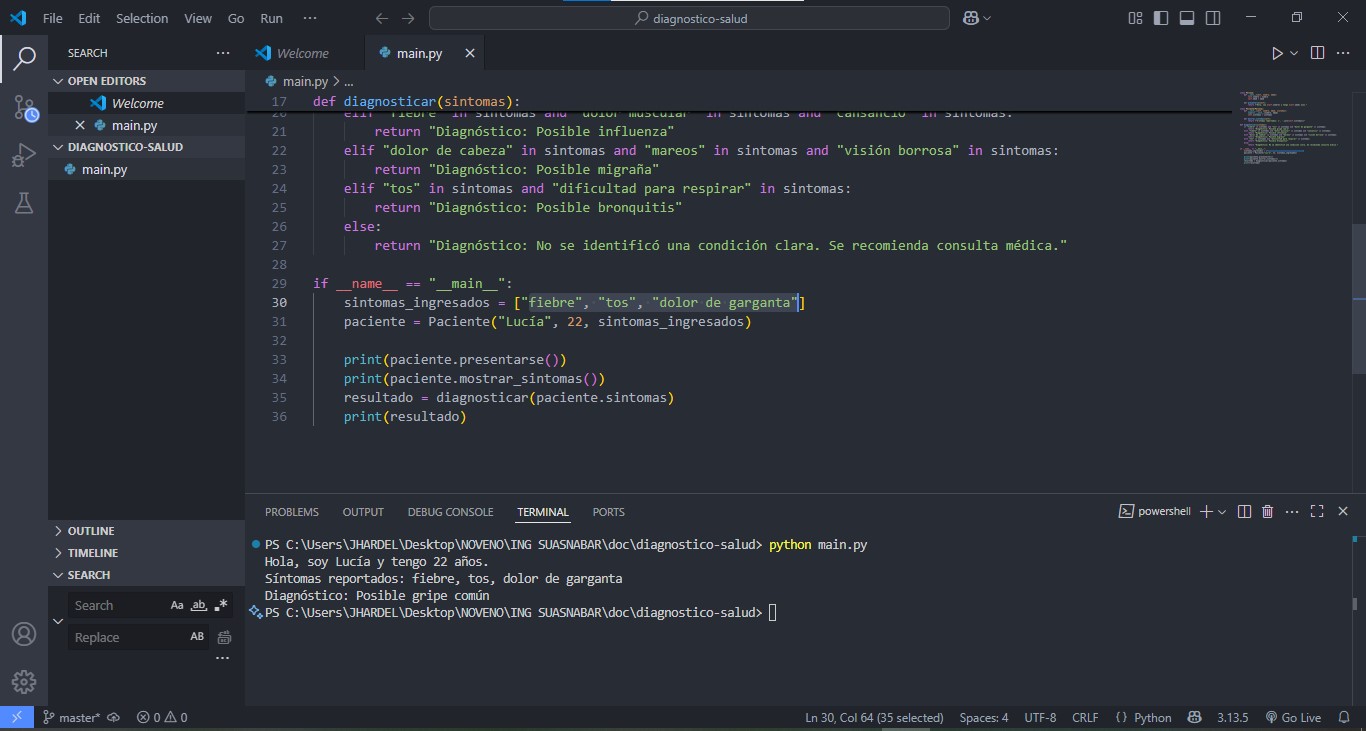 File Edit Selection View Go Run ··· diagnostico-salud
SEARCH ···
Welcome main.py
OPEN EDITORS
Welcome
main.py
DIAGNOSTICO-SALUD
main.py
main.py > ...
17 def diagnosticar(sintomas):
20 elif "fiebre" in sintomas and "dolor muscular" in sintomas and "cansancio" in sintomas:
21 return "Diagnóstico: Posible influenza"
22 elif "dolor de cabeza" in sintomas and "mareos" in sintomas and "visión borrosa" in sintomas:
23 return "Diagnóstico: Posible migraña"
24 elif "tos" in sintomas and "dificultad para respirar" in sintomas:
25 return "Diagnóstico: Posible bronquitis"
26 else:
27 return "Diagnóstico: No se identificó una condición clara. Se recomienda consulta médica."
28
29 if __name__ == "__main__":
30 sintomas_ingresados = ["fiebre", "tos", "dolor de garganta"]
31 paciente = Paciente("Lucía", 22, sintomas_ingresados)
32
33 print(paciente.presentarse())
34 print(paciente.mostrar_sintomas())
35 resultado = diagnosticar(paciente.sintomas)
36 print(resultado)
OUTLINE
TIMELINE
SEARCH
Search Aa ab .*
Replace AB
···
PROBLEMS OUTPUT DEBUG CONSOLE TERMINAL PORTS powershell
PS C:\Users\JHARDEL\Desktop\NOVENO\ING SUASNABAR\doc\diagnostico-salud> python main.py
Hola, soy Lucía y tengo 22 años.
Síntomas reportados: fiebre, tos, dolor de garganta
Diagnóstico: Posible gripe común
PS C:\Users\JHARDEL\Desktop\NOVENO\ING SUASNABAR\doc\diagnostico-salud>
master* 0 0 Ln 30, Col 64 (35 selected) Spaces: 4 UTF-8 CRLF {} Python 3.13.5 Go Live